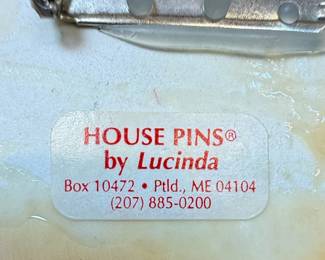 HOUSE PINS®
by Lucinda
Box 10472 • Ptld., ME 04104
(207) 885-0200